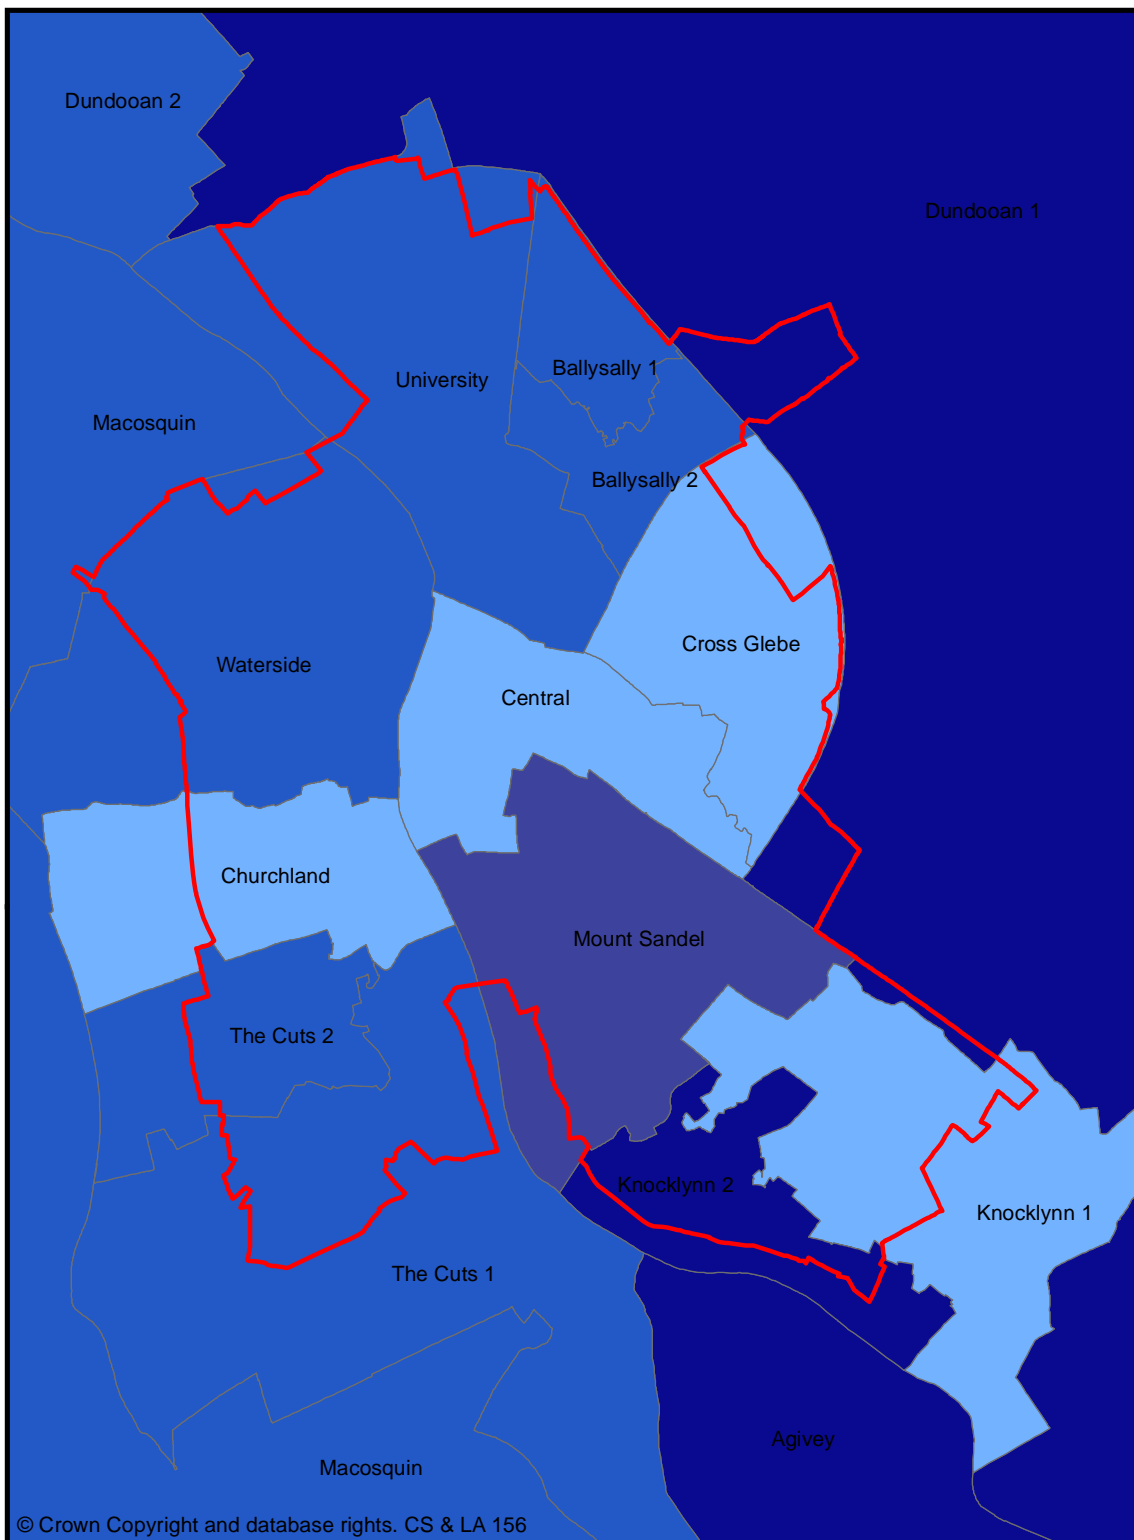 Dundooan 2
Dundooan 1
Ballysally 1
University
Macosquin
Ballysally 2
Cross Glebe
Waterside
Central
Churchland
Mount Sandel
The Cuts 2
Knocklynn 2
Knocklynn 1
The Cuts 1
Agivey
Macosquin
© Crown Copyright and database rights. CS & LA 156